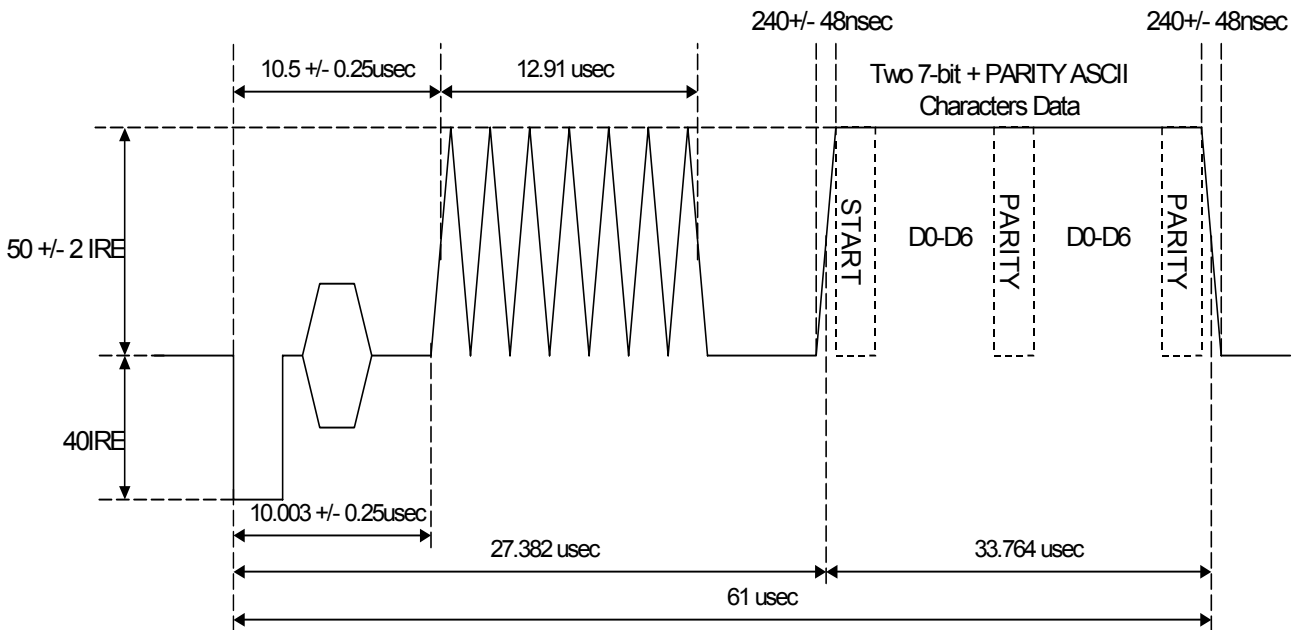 240+/- 48nsec
240+/- 48nsec
10.5 +/- 0.25usec
12.91 usec
Two 7-bit + PARITY ASCII
Characters Data
50 +/- 2 IRE
START
D0-D6
PARITY
D0-D6
PARITY
40IRE
10.003 +/- 0.25usec
27.382 usec
33.764 usec
61 usec